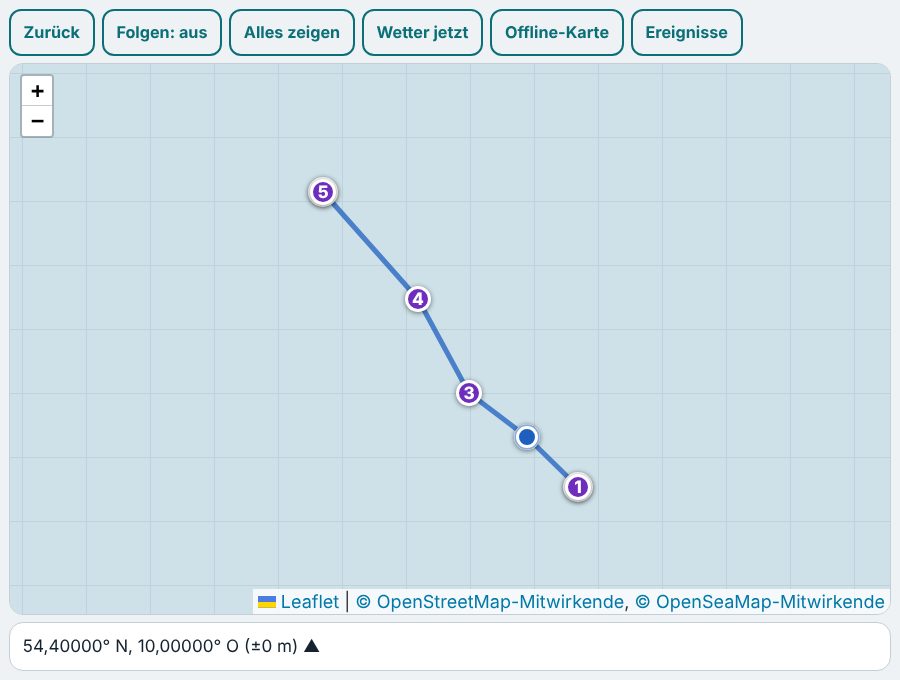 Zurück
Folgen: aus
Alles zeigen
Wetter jetzt
Offline-Karte
Ereignisse
+
−
5
4
3
1
Leaflet | © OpenStreetMap-Mitwirkende, © OpenSeaMap-Mitwirkende
54,40000° N, 10,00000° O (±0 m) ▲